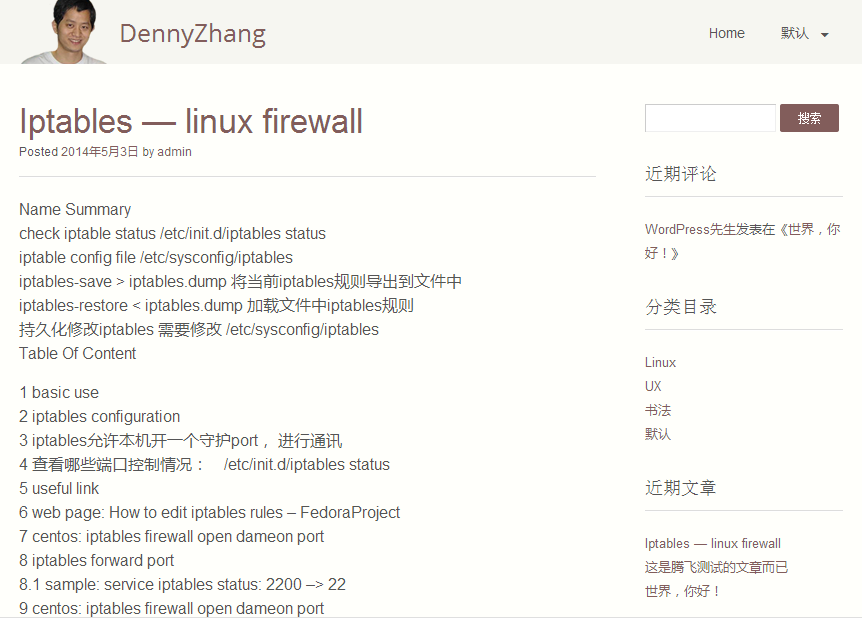 DennyZhang
Home
默认
Iptables — linux firewall
Posted 2014年5月3日 by admin
Name Summary
check iptable status /etc/init.d/iptables status
iptable config file /etc/sysconfig/iptables
iptables-save > iptables.dump 将当前iptables规则导出到文件中
iptables-restore < iptables.dump 加载文件中iptables规则
持久化修改iptables 需要修改 /etc/sysconfig/iptables
Table Of Content
1 basic use
2 iptables configuration
3 iptables允许本机开一个守护port ，进行通讯
4 查看哪些端口控制情况： /etc/init.d/iptables status
5 useful link
6 web page: How to edit iptables rules – FedoraProject
7 centos: iptables firewall open dameon port
8 iptables forward port
8.1 sample: service iptables status: 2200 –> 22
9 centos: iptables firewall open dameon port
搜索
近期评论
WordPress先生发表在《世界，你
好！》
分类目录
Linux
UX
书法
默认
近期文章
Iptables — linux firewall
这是腾飞测试的文章而已
世界，你好！